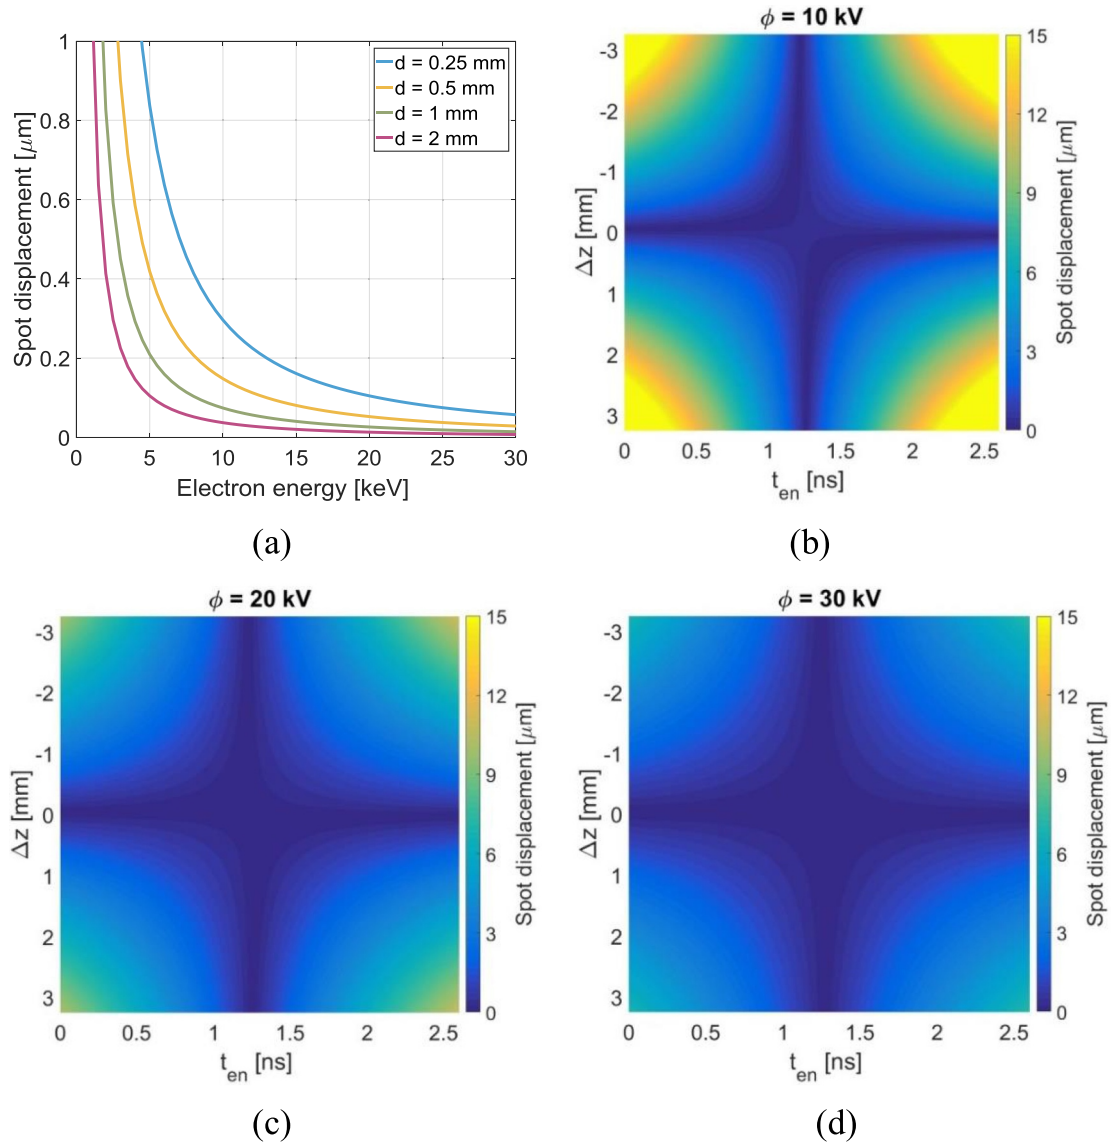 1
0.8
0.6
0.4
0.2
0
Spot displacement [μm]
0 5 10 15 20 25 30
Electron energy [keV]
d = 0.25 mm
d = 0.5 mm
d = 1 mm
d = 2 mm
(a)
ϕ = 10 kV
-3
-2
-1
0
1
2
3
Δz [mm]
0 0.5 1 1.5 2 2.5
t_en [ns]
15
12
9
6
3
0
Spot displacement [μm]
(b)
ϕ = 20 kV
-3
-2
-1
0
1
2
3
Δz [mm]
0 0.5 1 1.5 2 2.5
t_en [ns]
15
12
9
6
3
0
Spot displacement [μm]
(c)
ϕ = 30 kV
-3
-2
-1
0
1
2
3
Δz [mm]
0 0.5 1 1.5 2 2.5
t_en [ns]
15
12
9
6
3
0
Spot displacement [μm]
(d)